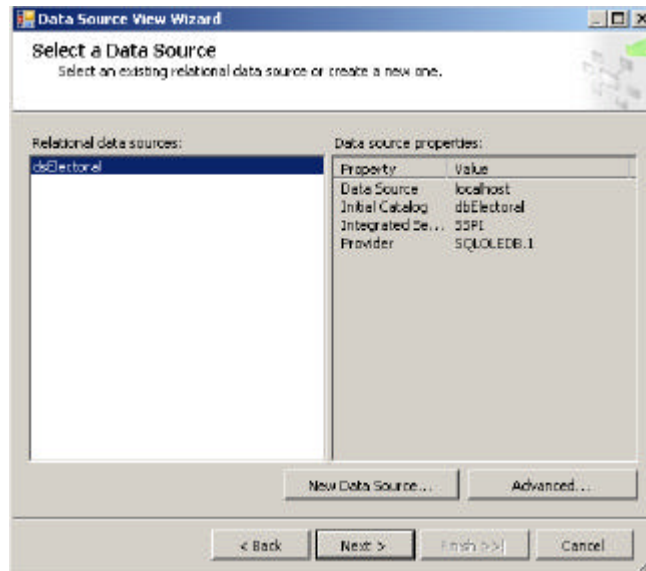 Data Source View Wizard
Select a Data Source
Select an existing relational data source or create a new one.
Relational data sources:
dsElectoral
Data source properties:
Property Value
Data Source localhost
Initial Catalog dbElectoral
Integrated Se... SSPI
Provider SQLOLEDB.1
New Data Source...
Advanced...
< Back
Next >
Finish >>|
Cancel